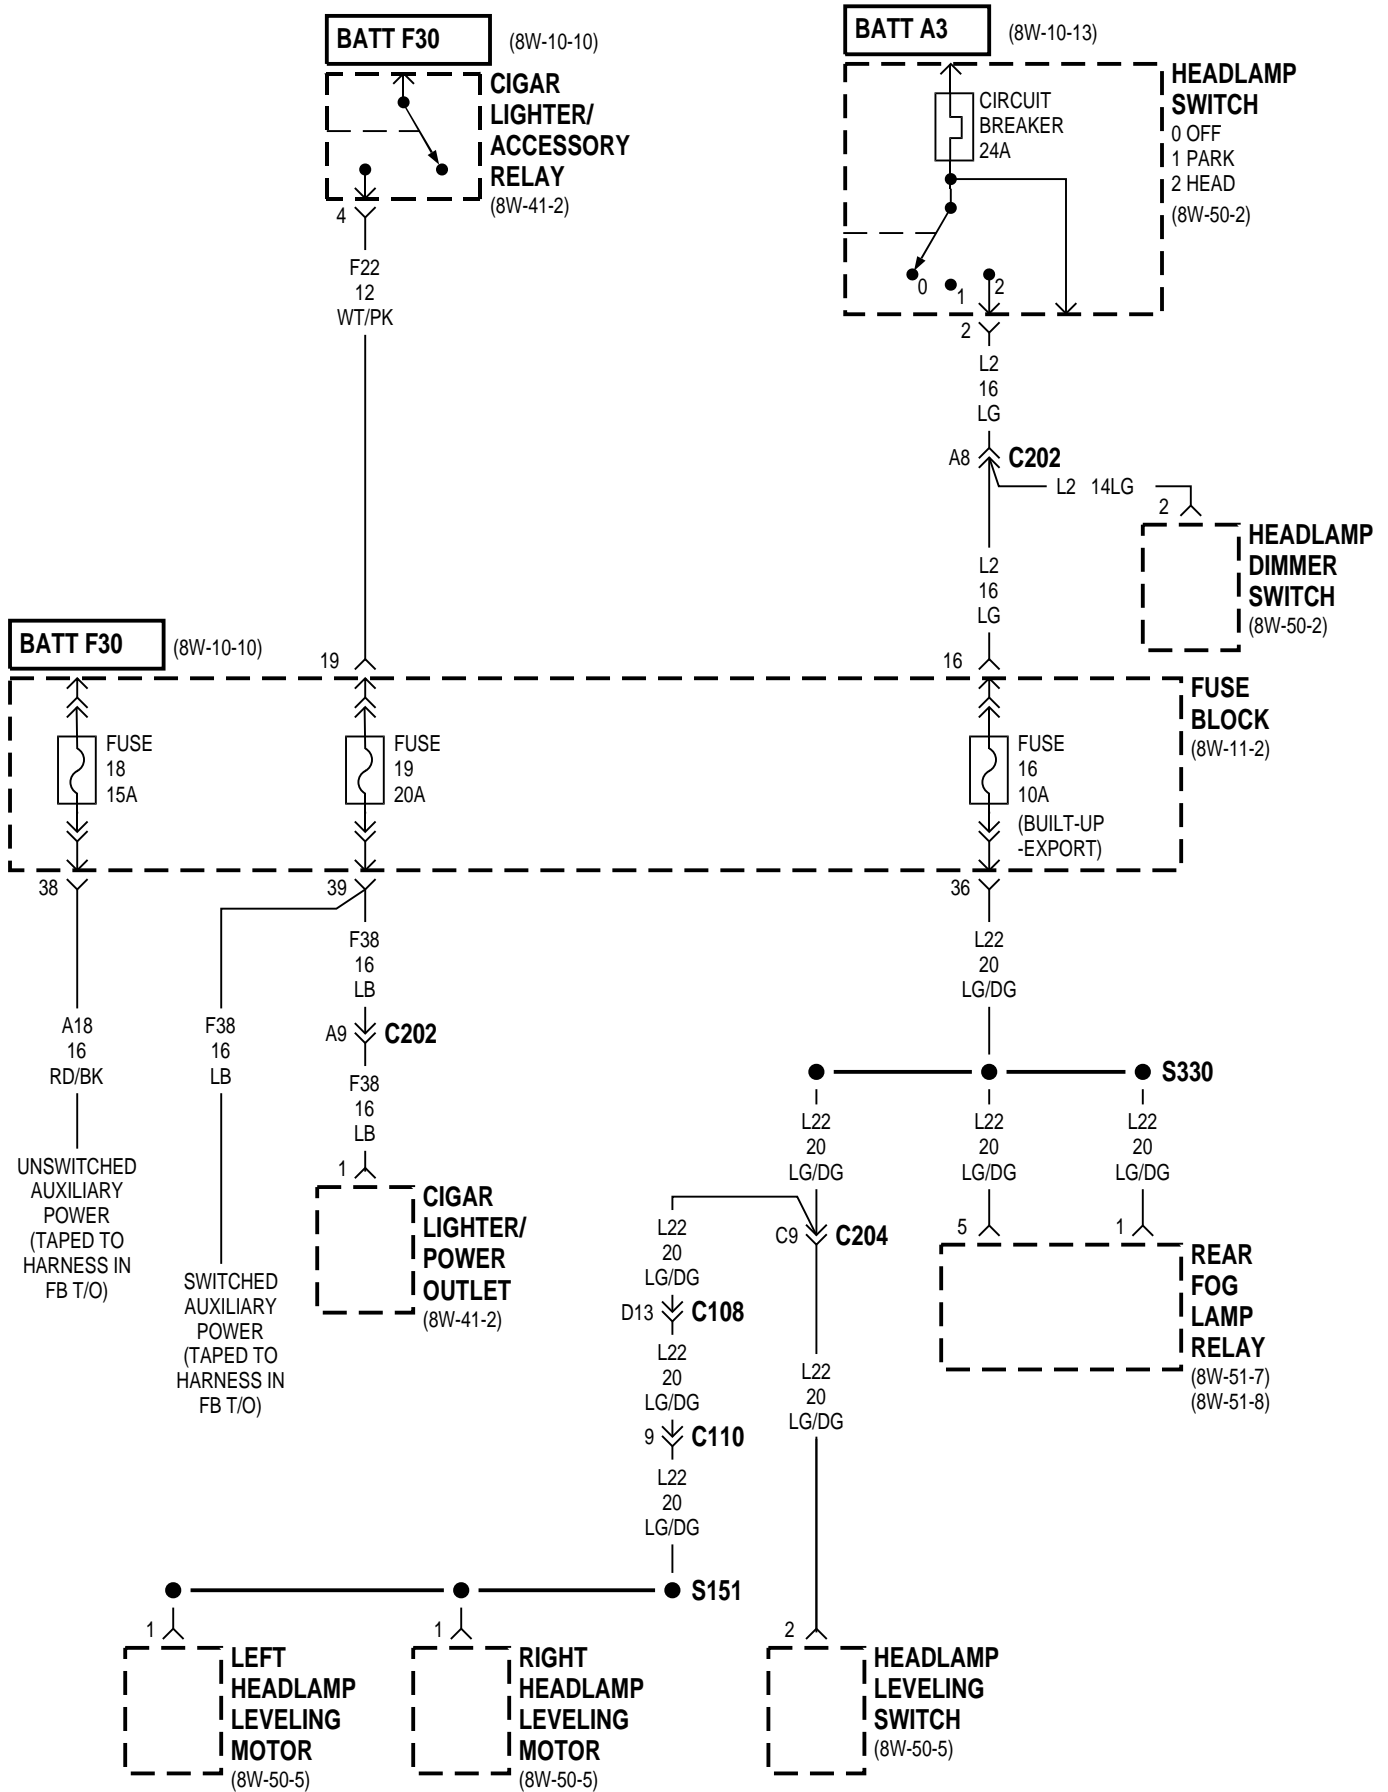 BATT F30
(8W-10-10)
CIGAR
LIGHTER/
ACCESSORY
RELAY
(8W-41-2)
4
F22
12
WT/PK
BATT A3
(8W-10-13)
HEADLAMP
SWITCH
0 OFF
1 PARK
2 HEAD
(8W-50-2)
CIRCUIT
BREAKER
24A
0
1
2
2
L2
16
LG
A8
C202
L2 14LG
2
HEADLAMP
DIMMER
SWITCH
(8W-50-2)
L2
16
LG
BATT F30
(8W-10-10)
19
16
FUSE
BLOCK
(8W-11-2)
FUSE
18
15A
FUSE
19
20A
FUSE
16
10A
(BUILT-UP
-EXPORT)
38
39
36
A18
16
RD/BK
UNSWITCHED
AUXILIARY
POWER
(TAPED TO
HARNESS IN
FB T/O)
F38
16
LB
SWITCHED
AUXILIARY
POWER
(TAPED TO
HARNESS IN
FB T/O)
F38
16
LB
A9
C202
F38
16
LB
1
CIGAR
LIGHTER/
POWER
OUTLET
(8W-41-2)
L22
20
LG/DG
S330
L22
20
LG/DG
L22
20
LG/DG
L22
20
LG/DG
5
1
REAR
FOG
LAMP
RELAY
(8W-51-7)
(8W-51-8)
C9
C204
L22
20
LG/DG
D13
C108
L22
20
LG/DG
9
C110
L22
20
LG/DG
S151
L22
20
LG/DG
1
LEFT
HEADLAMP
LEVELING
MOTOR
(8W-50-5)
1
RIGHT
HEADLAMP
LEVELING
MOTOR
(8W-50-5)
2
HEADLAMP
LEVELING
SWITCH
(8W-50-5)